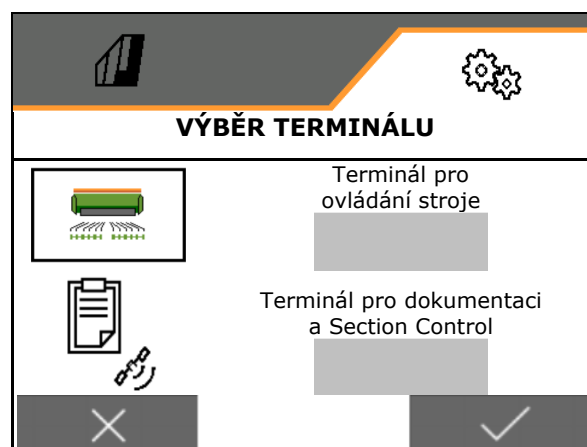 VÝBĚR TERMINÁLU
Terminál pro
ovládání stroje
Terminál pro dokumentaci
a Section Control